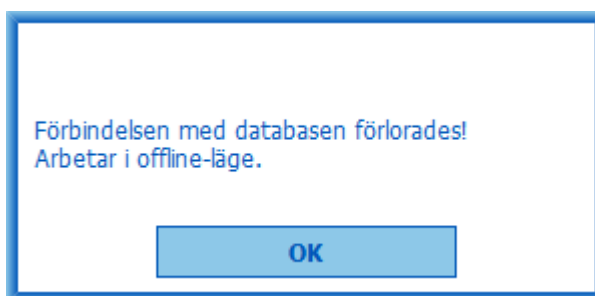 Förbindelsen med databasen förlorades!
Arbetar i offline-läge.
OK